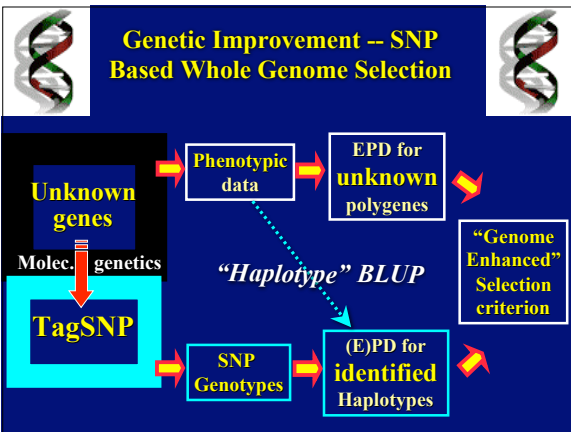 Genetic Improvement -- SNP
Based Whole Genome Selection
Unknown
genes
Phenotypic
data
EPD for
unknown
polygenes
“Genome
Enhanced”
Selection
criterion
Molec. genetics
“Haplotype” BLUP
TagSNP
SNP
Genotypes
(E)PD for
identified
Haplotypes